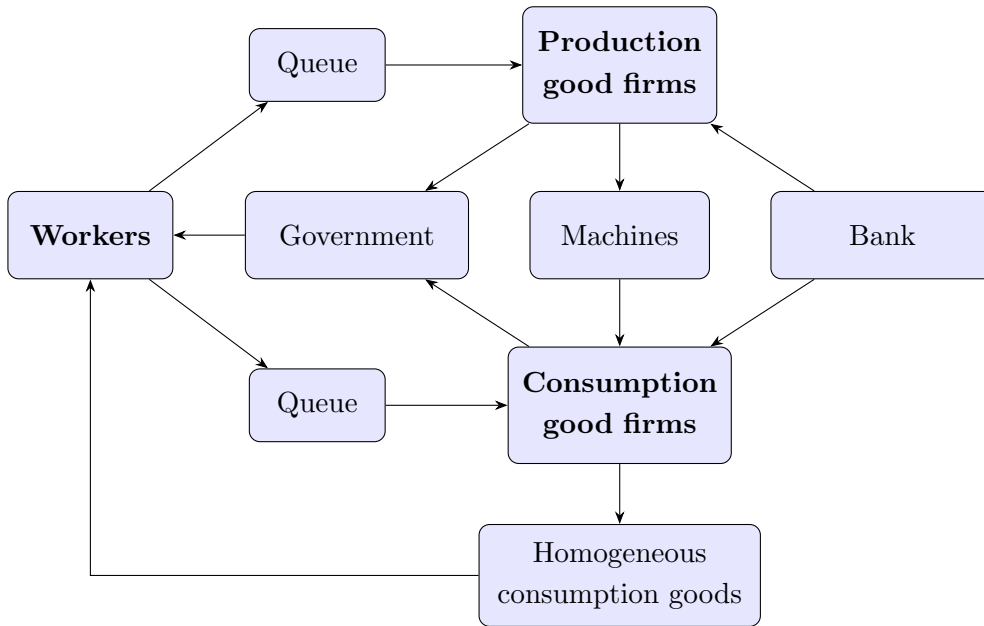 Queue
Production
good firms
Workers
Government
Machines
Bank
Queue
Consumption
good firms
Homogeneous
consumption goods